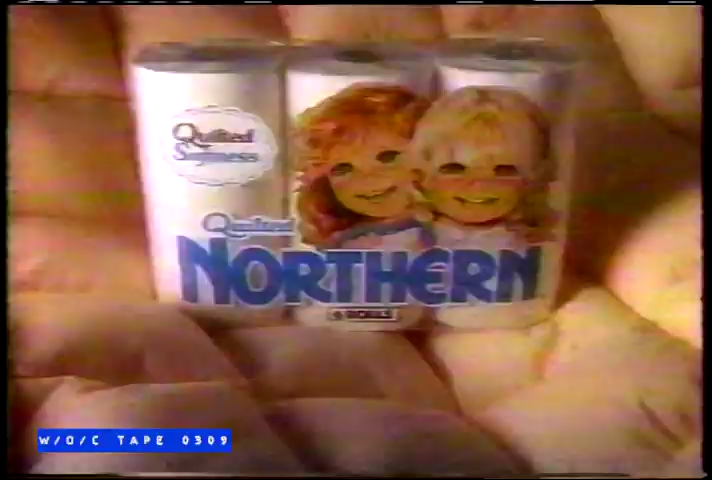 Quilted
Softness
Quilted
NORTHERN
W/O/C TAPE 0309